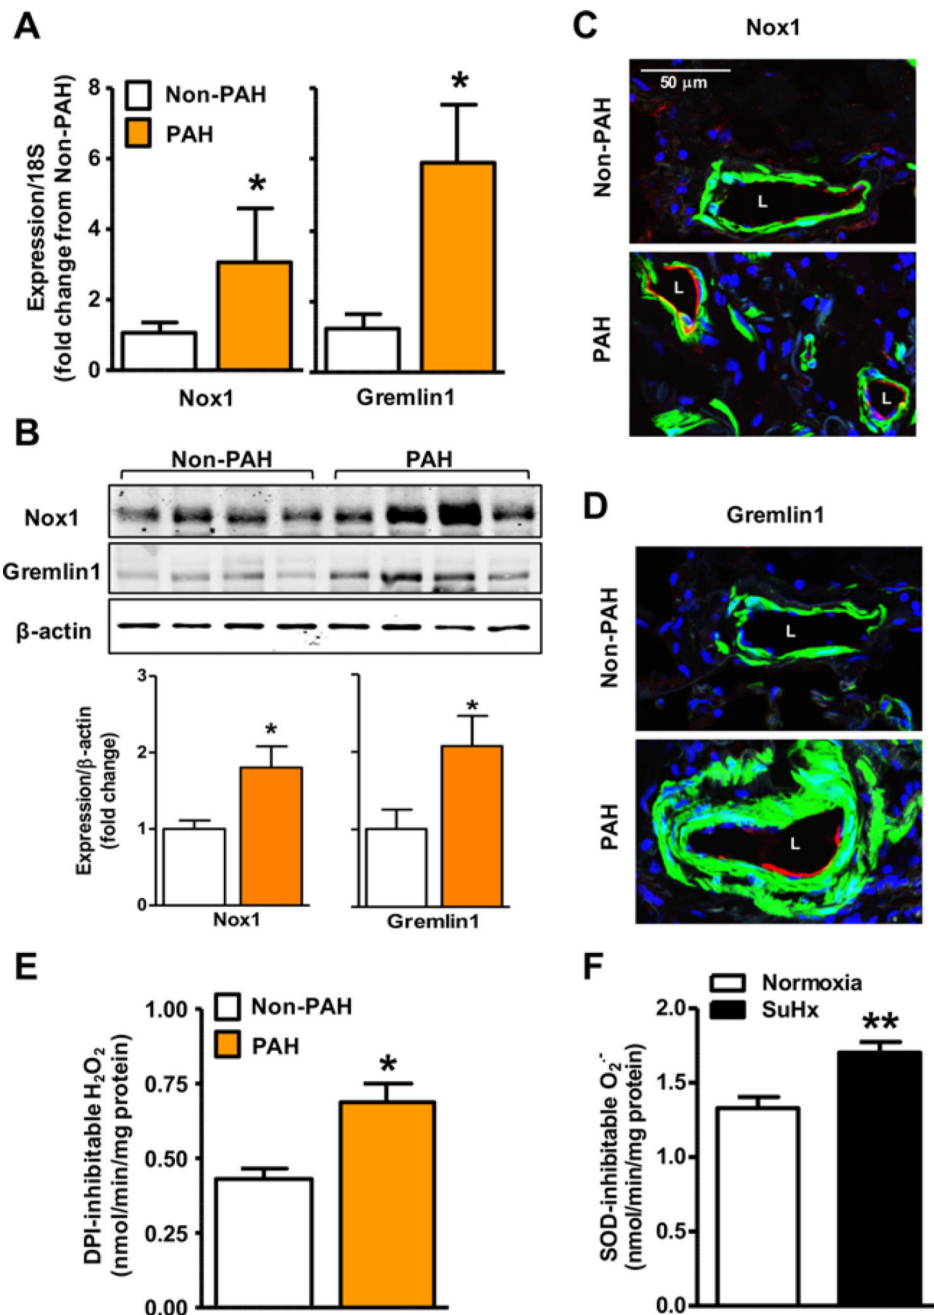 A
Expression/18S
(fold change from Non-PAH)
8
6
4
2
0
Non-PAH
PAH
*
*
Nox1
Gremlin1
B
Non-PAH
PAH
Nox1
Gremlin1
β-actin
Expression/β-actin
(fold change)
3
2
1
0
*
*
Nox1
Gremlin1
C
Nox1
50 μm
Non-PAH
L
PAH
L
L
D
Gremlin1
Non-PAH
L
PAH
L
E
DPI-inhibitable H₂O₂
(nmol/min/mg protein)
1.00
0.75
0.50
0.25
0.00
Non-PAH
PAH
*
F
SOD-inhibitable O₂·⁻
(nmol/min/mg protein)
2.0
1.5
1.0
0.5
0.0
Normoxia
SuHx
**